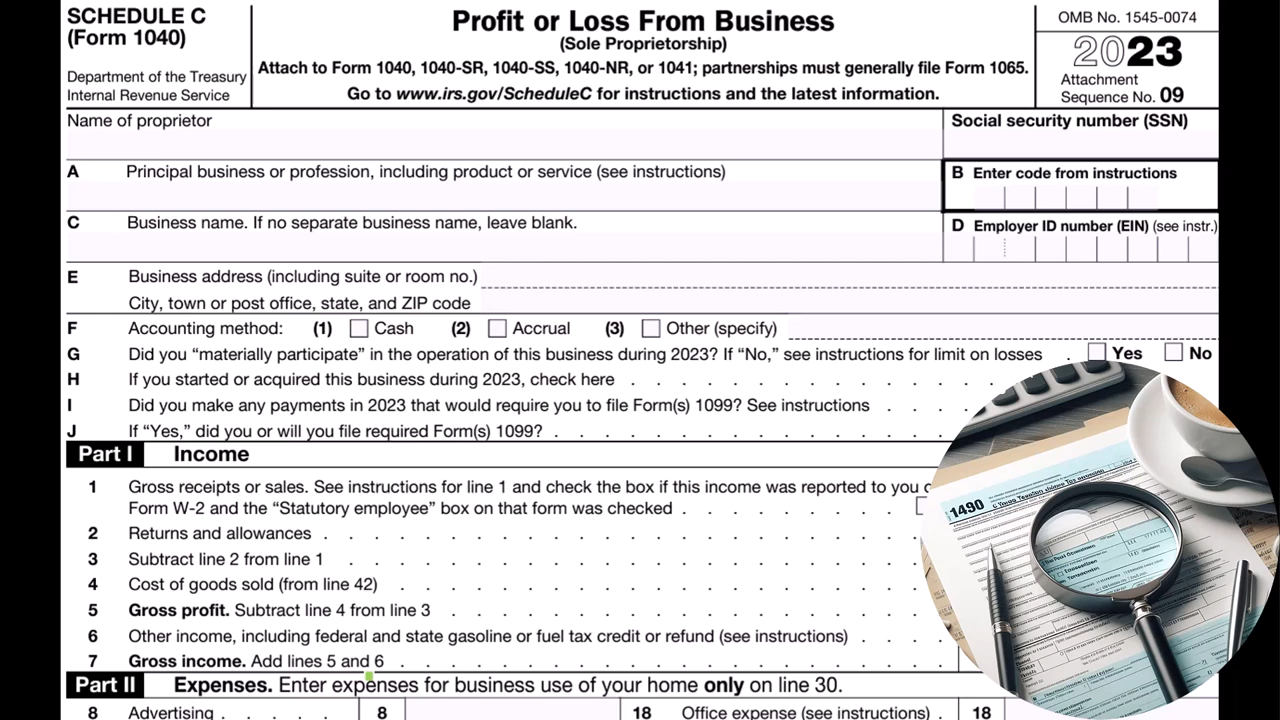 SCHEDULE C
(Form 1040)
Department of the Treasury
Internal Revenue Service
Profit or Loss From Business
(Sole Proprietorship)
Attach to Form 1040, 1040-SR, 1040-SS, 1040-NR, or 1041; partnerships must generally file Form 1065.
Go to www.irs.gov/ScheduleC for instructions and the latest information.
OMB No. 1545-0074
2023
Attachment
Sequence No. 09
Name of proprietor
Social security number (SSN)
A Principal business or profession, including product or service (see instructions)
B Enter code from instructions
C Business name. If no separate business name, leave blank.
D Employer ID number (EIN) (see instr.)
E Business address (including suite or room no.)
City, town or post office, state, and ZIP code
F Accounting method: (1) Cash (2) Accrual (3) Other (specify)
G Did you “materially participate” in the operation of this business during 2023? If “No,” see instructions for limit on losses . Yes No
H If you started or acquired this business during 2023, check here . . . . . . . . . . .
I Did you make any payments in 2023 that would require you to file Form(s) 1099? See instructions . . .
J If “Yes,” did you or will you file required Form(s) 1099? . . . . . . . . . . .
Part I Income
1 Gross receipts or sales. See instructions for line 1 and check the box if this income was reported to you
Form W-2 and the “Statutory employee” box on that form was checked . . . . . . .
2 Returns and allowances . . . . . . . . . . . . . . .
3 Subtract line 2 from line 1 . . . . . . . . . . . . . .
4 Cost of goods sold (from line 42) . . . . . . . . . . . . .
5 Gross profit. Subtract line 4 from line 3 . . . . . . . . . . .
6 Other income, including federal and state gasoline or fuel tax credit or refund (see instructions) . . .
7 Gross income. Add lines 5 and 6 . . . . . . . . . . . . .
Part II Expenses. Enter expenses for business use of your home only on line 30.
8 Advertising . . . . . 8
18 Office expense (see instructions) . 18
1490